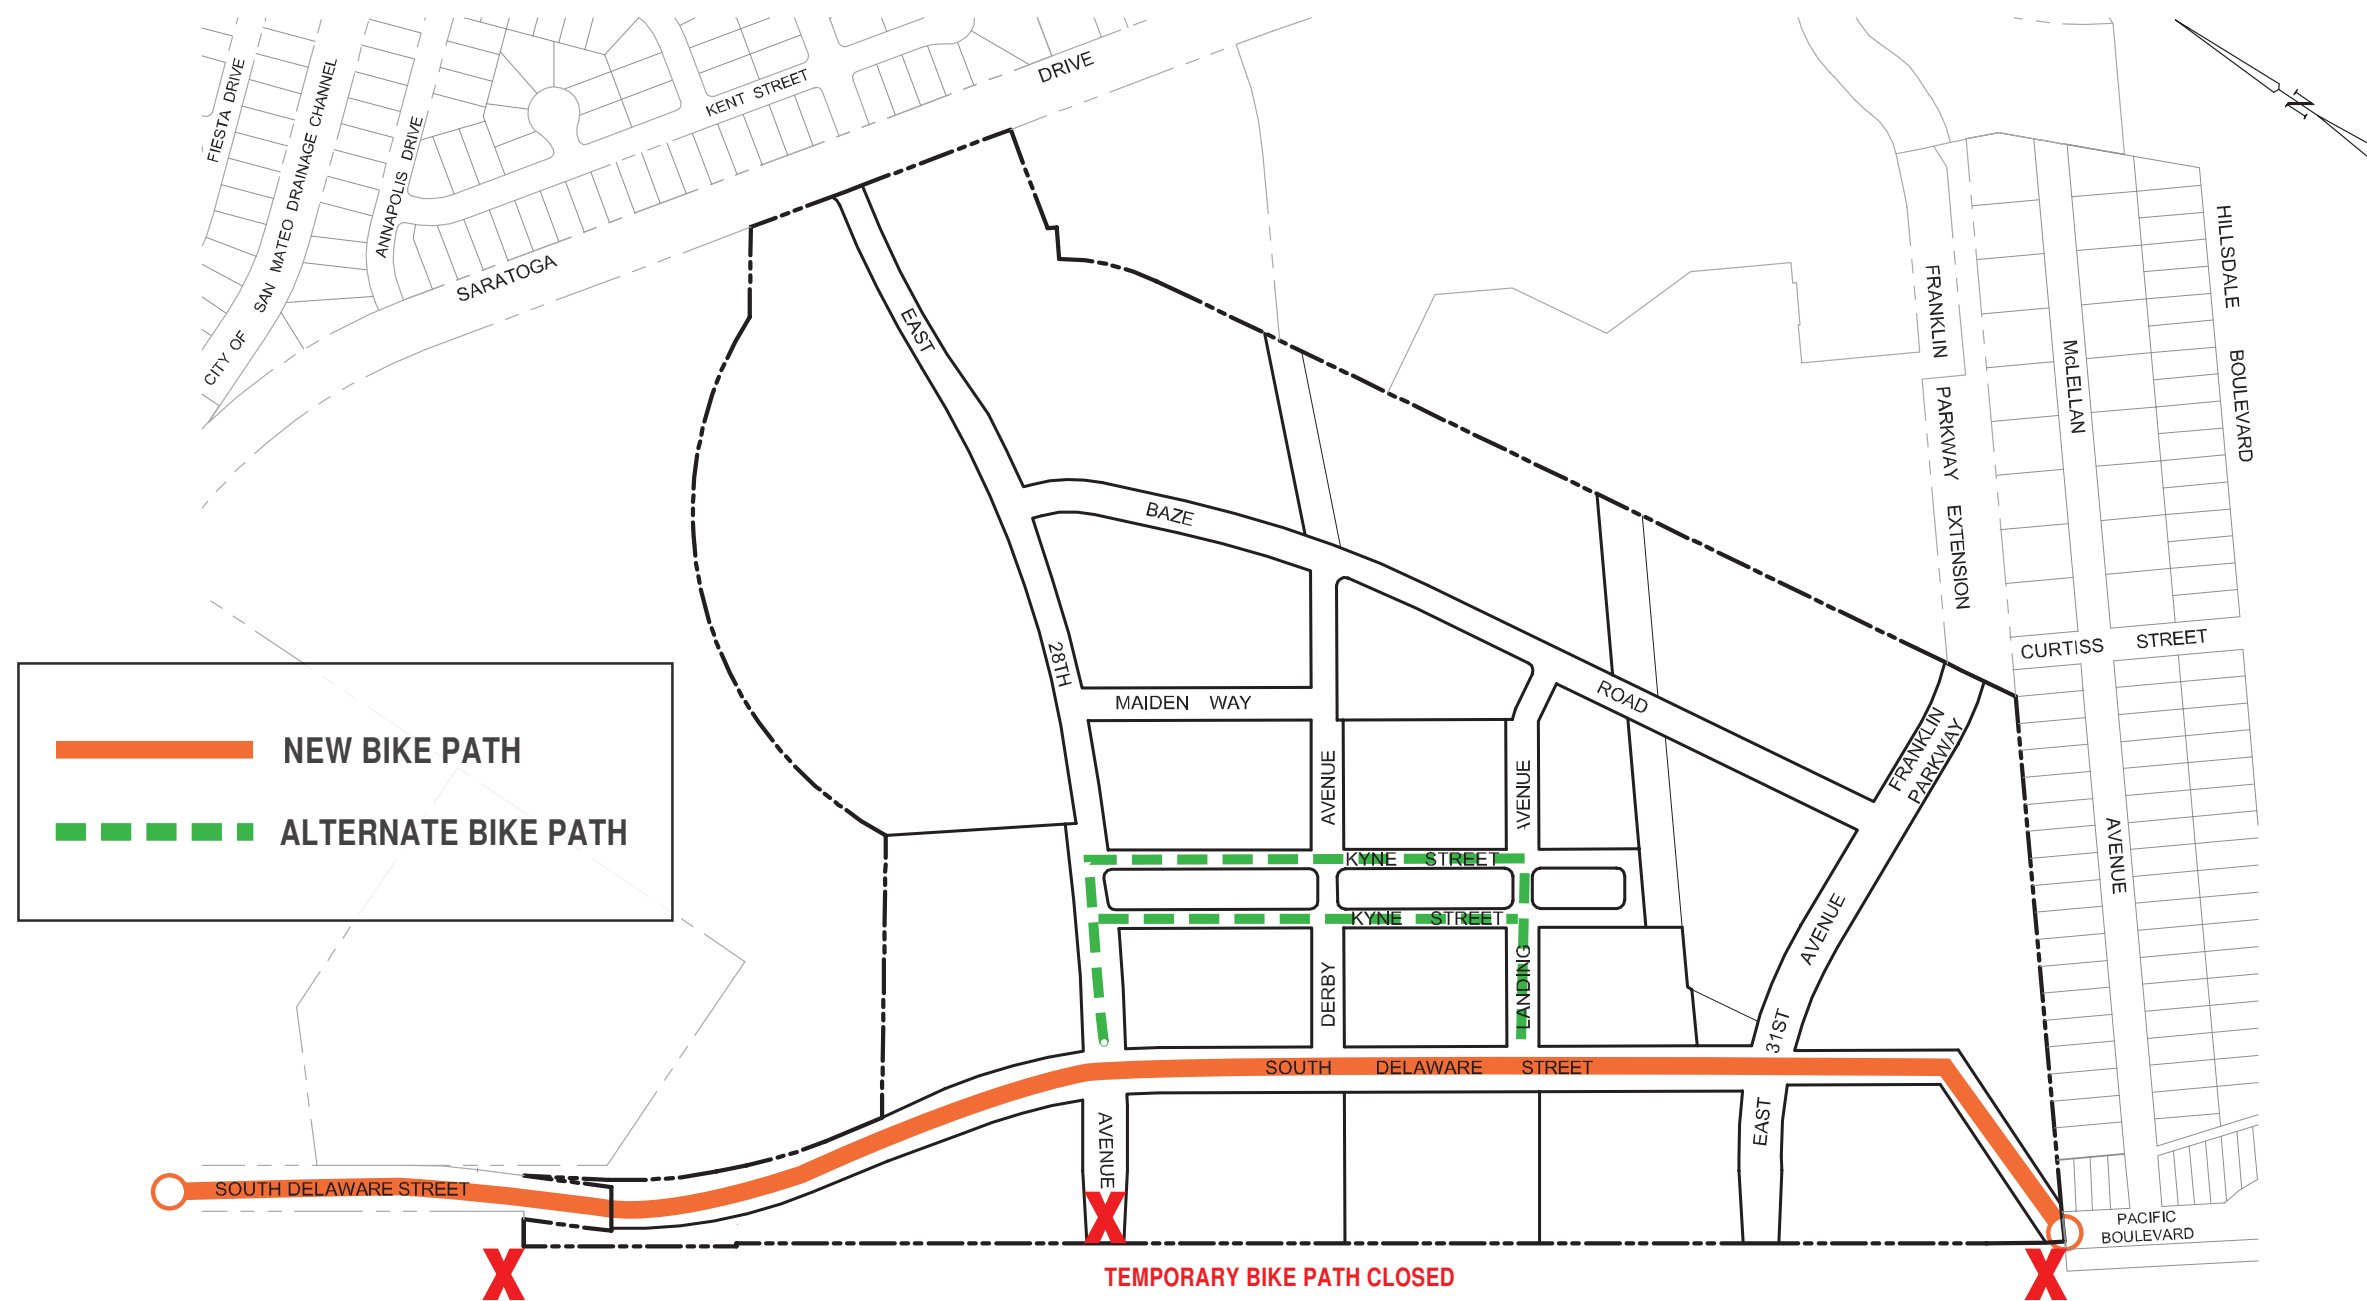 FIESTA DRIVE
CITY OF SAN MATEO DRAINAGE CHANNEL
ANNAPOLIS DRIVE
KENT STREET
SARATOGA DRIVE
N
HILLSDALE BOULEVARD
FRANKLIN PARKWAY EXTENSION
McLELLAN AVENUE
CURTISS STREET
EAST 28TH AVENUE
BAZE ROAD
MAIDEN WAY
FRANKLIN
PARKWAY
DERBY AVENUE
LANDING AVENUE
KYNE STREET
KYNE STREET
EAST 31ST AVENUE
NEW BIKE PATH
ALTERNATE BIKE PATH
SOUTH DELAWARE STREET
SOUTH DELAWARE STREET
PACIFIC
BOULEVARD
X
X
X
TEMPORARY BIKE PATH CLOSED